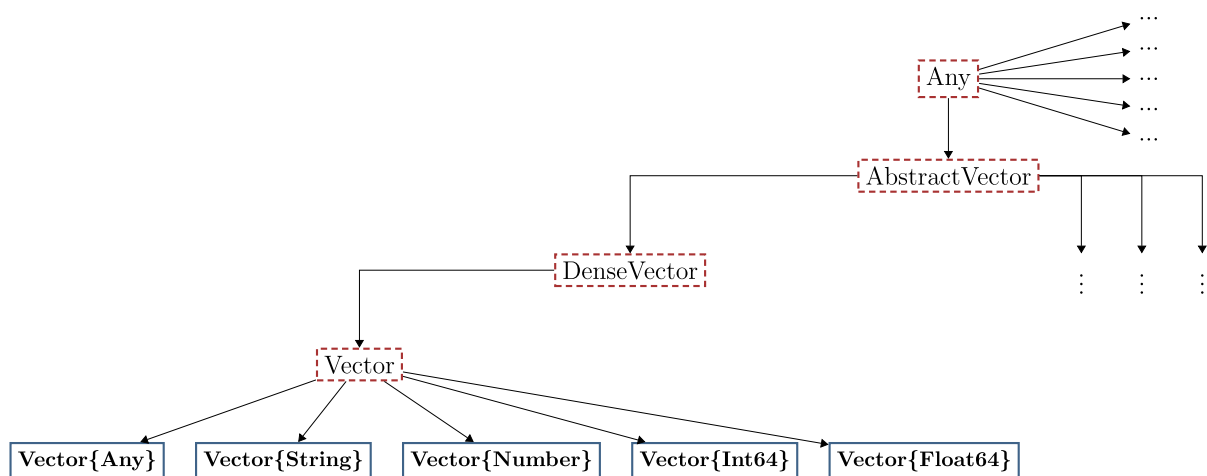 ...
...
Any
...
...
...
AbstractVector
DenseVector
⋮
⋮
⋮
Vector
Vector{Any}
Vector{String}
Vector{Number}
Vector{Int64}
Vector{Float64}